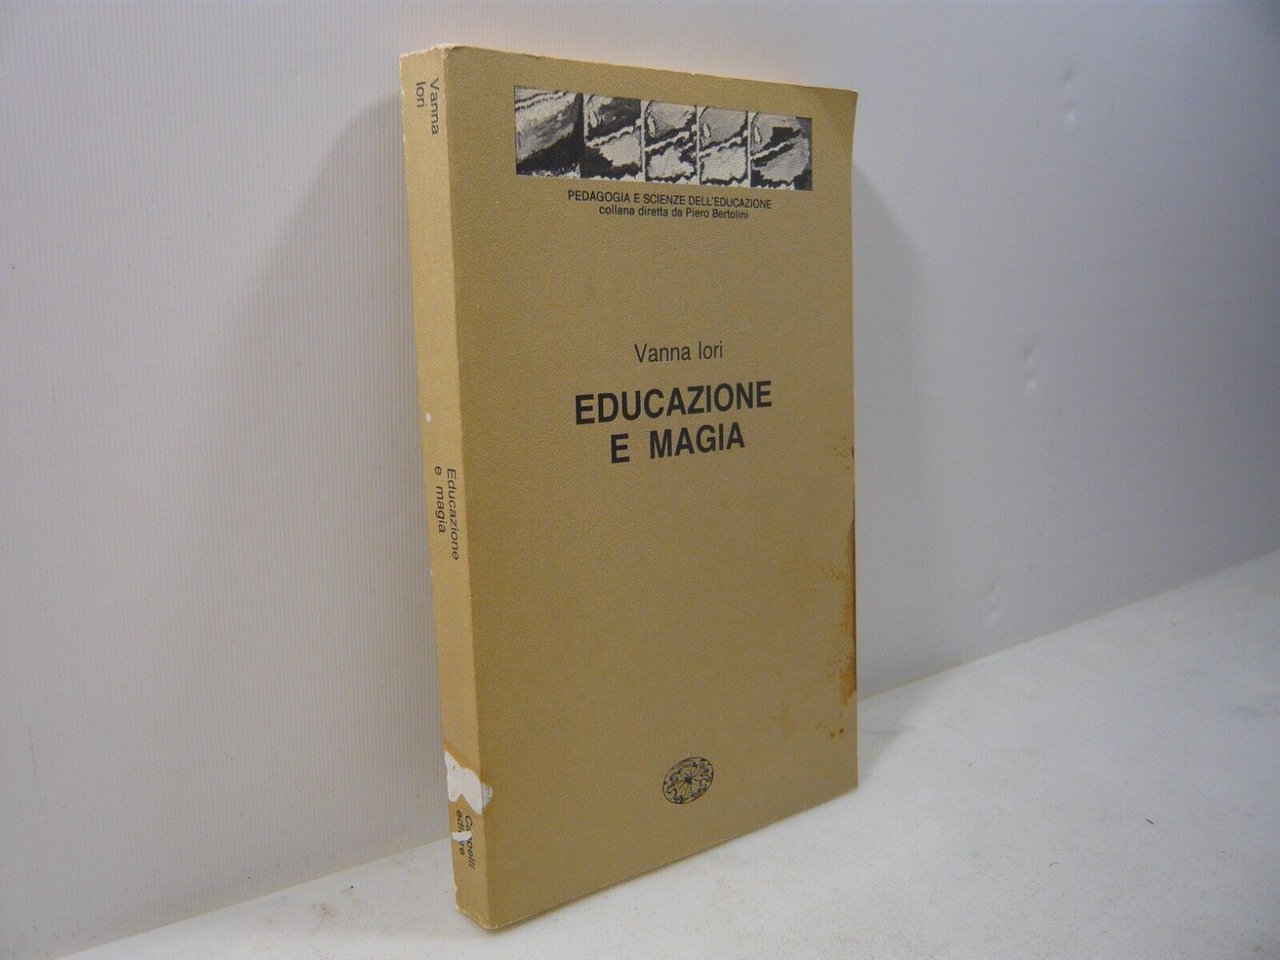 PEDAGOGIA E SCIENZE DELL'EDUCAZIONE
collana diretta da Piero Bertolini
Vanna Iori
EDUCAZIONE
E MAGIA
Vanna
Iori
Educazione
e magia